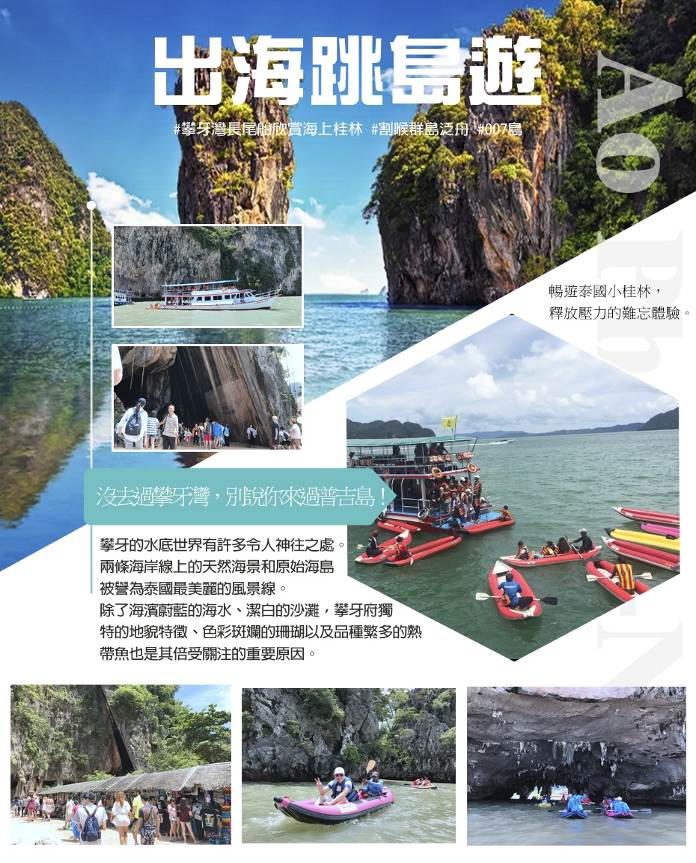 出海跳島遊
#攀牙灣長尾船欣賞海上桂林 #割喉群島泛舟 #007島
Ao Ph
-N
暢遊泰國小桂林，
釋放壓力的難忘體驗。
沒去過攀牙灣，別說你來過普吉島！
攀牙的水底世界有許多令人神往之處。
兩條海岸線上的天然海景和原始海島
被譽為泰國最美麗的風景線。
除了海濱蔚藍的海水、潔白的沙灘，攀牙府獨
特的地貌特徵、色彩斑斕的珊瑚以及品種繁多的熱
帶魚也是其倍受關注的重要原因。